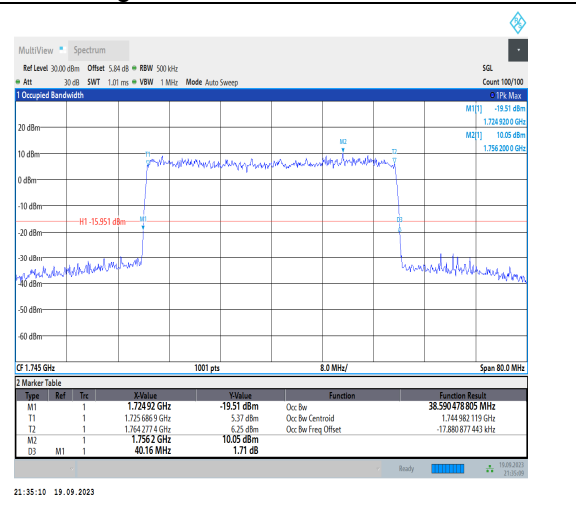 MultiView Spectrum
Ref Level 30.00 dBm Offset 5.84 dB RBW 500 kHz SGL
Att 30 dB SWT 1.01 ms VBW 1 MHz Mode Auto Sweep Count 100/100
1 Occupied Bandwidth 1Pk Max
M1[1] -19.51 dBm
1.724 920 0 GHz
M2[1] 10.05 dBm
1.756 200 0 GHz
20 dBm
M2
T1 T2
10 dBm
0 dBm
-10 dBm
H1 -15.951 dBm M1 D3
-20 dBm
-30 dBm
-40 dBm
-50 dBm
-60 dBm
CF 1.745 GHz 1001 pts 8.0 MHz/ Span 80.0 MHz
2 Marker Table
Type Ref Trc X-Value Y-Value Function Function Result
M1 1 1.724 92 GHz -19.51 dBm Occ Bw 38.590 478 805 MHz
T1 1 1.725 686 9 GHz 5.37 dBm Occ Bw Centroid 1.744 982 119 GHz
T2 1 1.764 277 4 GHz 6.25 dBm Occ Bw Freq Offset -17.880 877 443 kHz
M2 1 1.756 2 GHz 10.05 dBm
D3 M1 1 40.16 MHz 1.71 dB
Ready 19.09.2023
21:35:09
21:35:10 19.09.2023